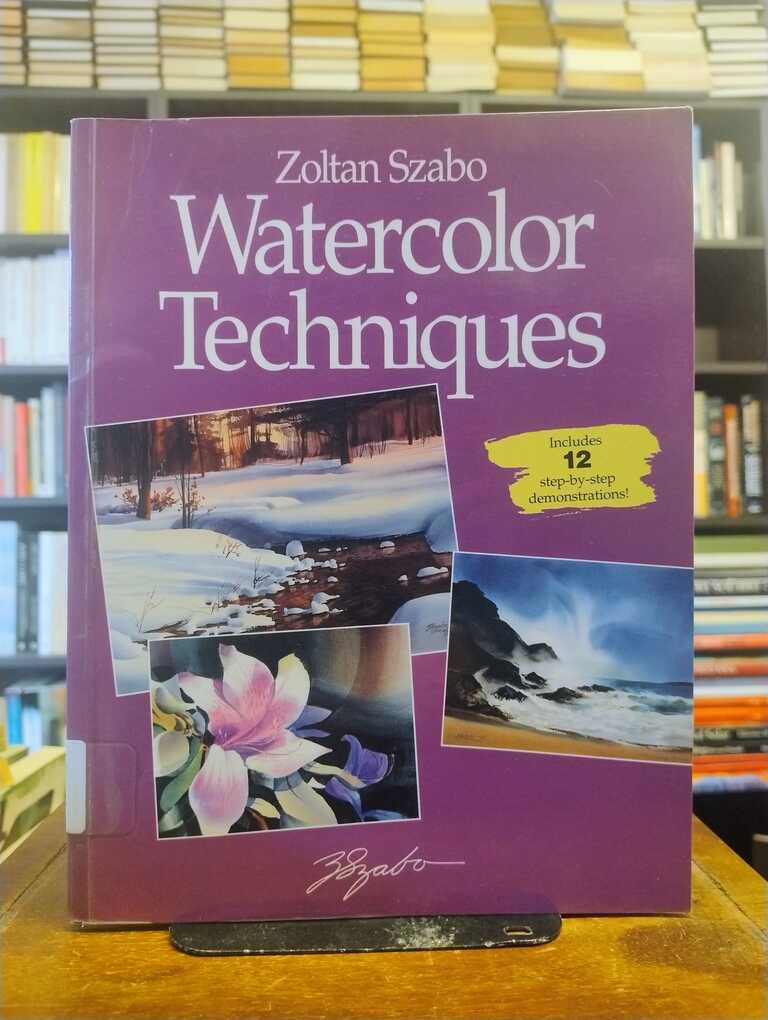 Zoltan Szabo
Watercolor
Techniques
Includes
12
step-by-step
demonstrations!
ZSzabo